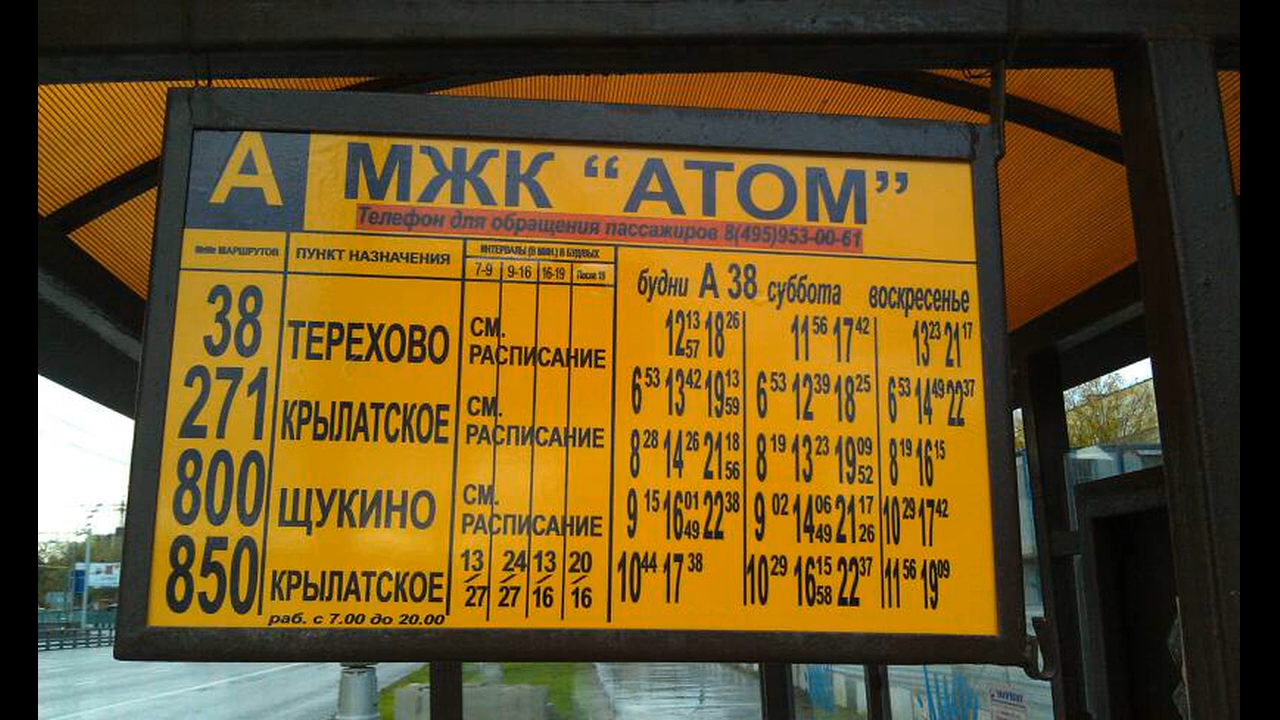 А МЖК “АТОМ”
Телефон для обращения пассажиров 8(495)953-00-61
МАРШРУТОВ ПУНКТ НАЗНАЧЕНИЯ ИНТЕРВАЛЫ (В МИН.) В БУДНИЕ
7-9 9-16 16-19 После 19
будни А 38 суббота воскресенье
38 ТЕРЕХОВО СМ. РАСПИСАНИЕ
271 КРЫЛАТСКОЕ СМ. РАСПИСАНИЕ
800 ЩУКИНО СМ. РАСПИСАНИЕ
850 КРЫЛАТСКОЕ 13/27 24/27 13/16 20/16
раб. с 7.00 до 20.00
12 13 57 18 26 11 56 17 42 13 23 21 17
6 53 13 42 19 13 59 6 53 12 39 18 25 6 53 14 49 22 37
8 28 14 26 21 18 56 8 19 13 23 19 09 52 8 19 16 15
9 15 16 01 49 22 38 9 02 14 06 49 21 17 26 10 29 17 42
10 44 17 38 10 29 16 15 58 22 37 11 56 19 09